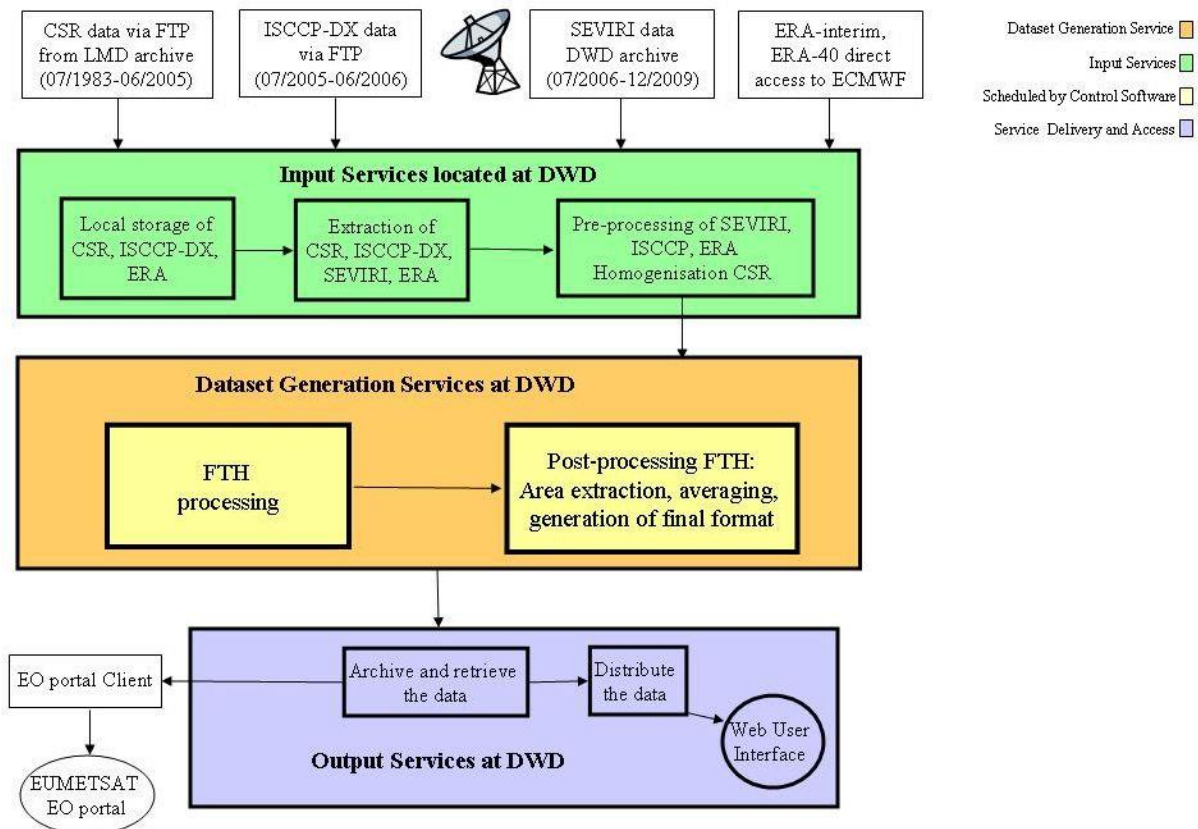 CSR data via FTP
from LMD archive
(07/1983-06/2005)
ISCCP-DX data
via FTP
(07/2005-06/2006)
SEVIRI data
DWD archive
(07/2006-12/2009)
ERA-interim,
ERA-40 direct
access to ECMWF
Dataset Generation Service
Input Services
Scheduled by Control Software
Service Delivery and Access
Input Services located at DWD
Local storage of
CSR, ISCCP-DX,
ERA
Extraction of
CSR, ISCCP-DX,
SEVIRI, ERA
Pre-processing of SEVIRI,
ISCCP, ERA
Homogenisation CSR
Dataset Generation Services at DWD
FTH
processing
Post-processing FTH:
Area extraction, averaging,
generation of final format
EO portal Client
Archive and retrieve
the data
Distribute
the data
Web User
Interface
Output Services at DWD
EUMETSAT
EO portal